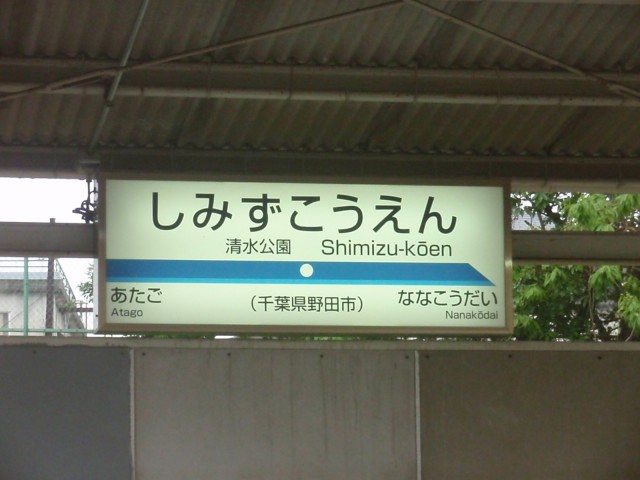 しみずこうえん
清水公園 Shimizu-kōen
あたご (千葉県野田市) ななこうだい
Atago Nanakōdai